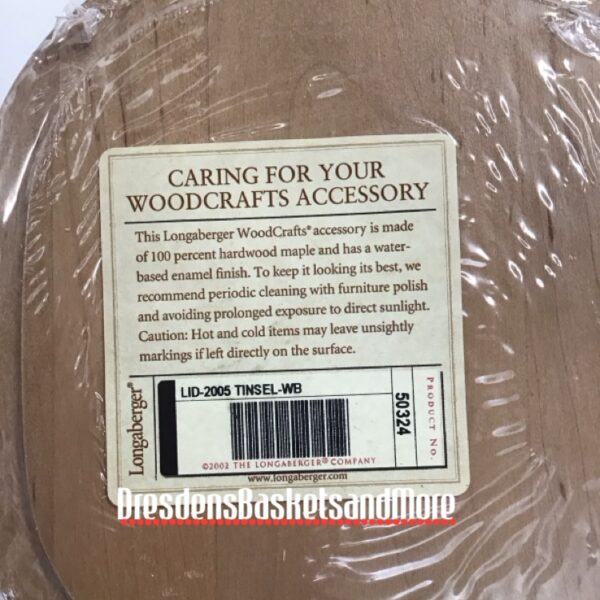 CARING FOR YOUR
WOODCRAFTS ACCESSORY
This Longaberger WoodCrafts® accessory is made
of 100 percent hardwood maple and has a water-
based enamel finish. To keep it looking its best, we
recommend periodic cleaning with furniture polish
and avoiding prolonged exposure to direct sunlight.
Caution: Hot and cold items may leave unsightly
markings if left directly on the surface.
Longaberger®
LID-2005 TINSEL-WB
50324
PRODUCT NO.
©2002 THE LONGABERGER® COMPANY
www.longaberger.com
DresdensBasketsandMore